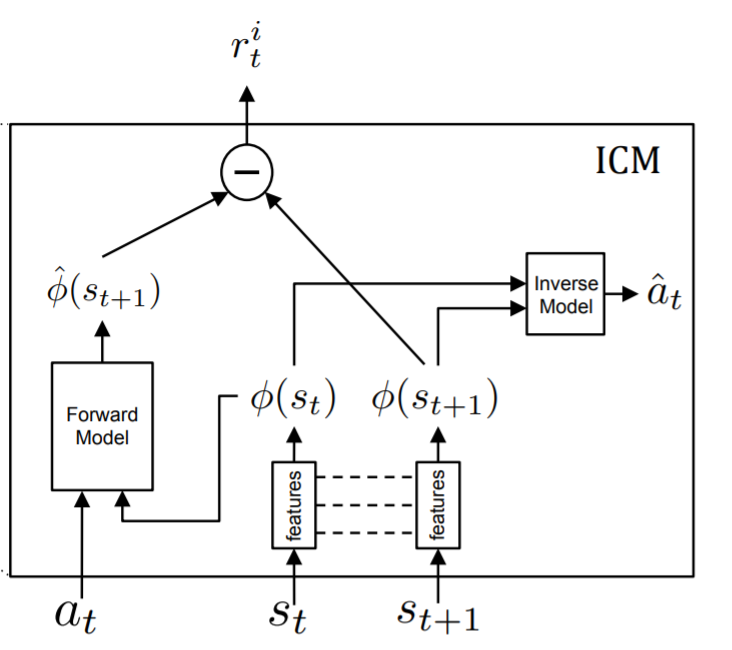 r_t^i
ICM
\hat{\phi}(s_{t+1})
Inverse
Model
\hat{a}_t
Forward
Model
\phi(s_t)
\phi(s_{t+1})
features
features
a_t
s_t
s_{t+1}